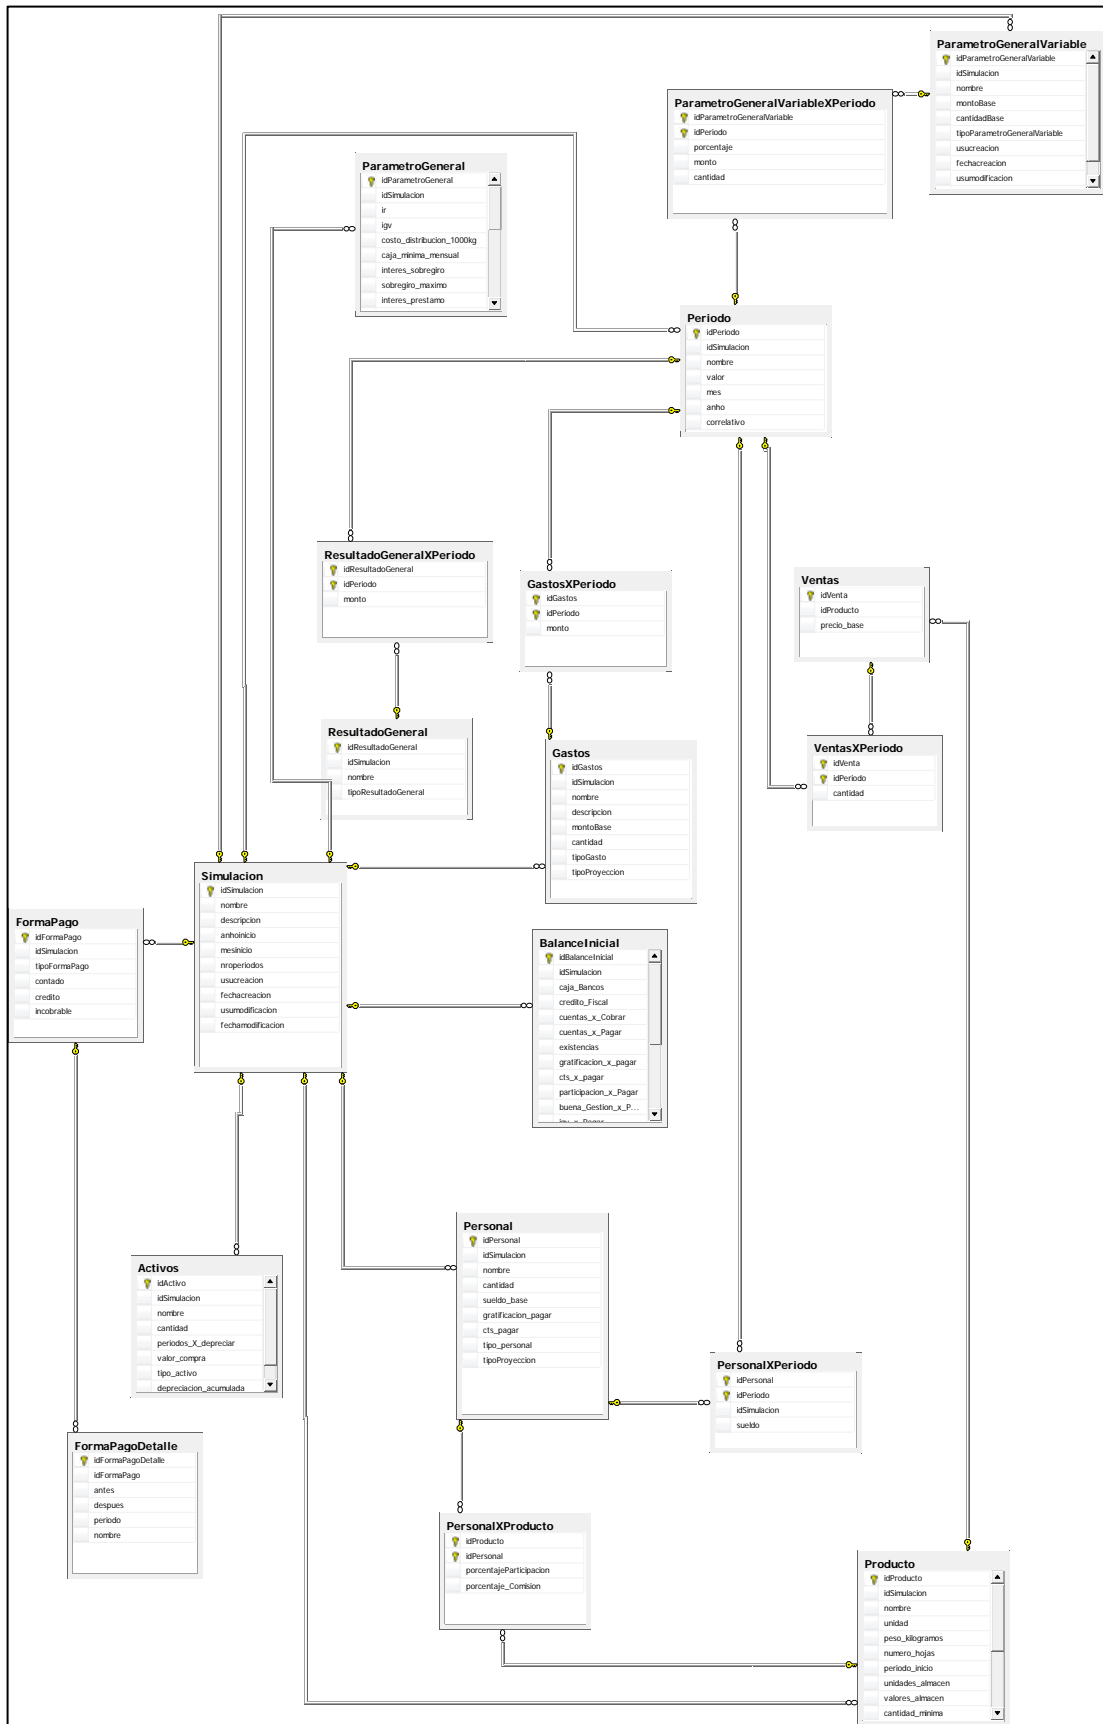 ParametroGeneralVariable
idParametroGeneralVariable
idSimulacion
nombre
montoBase
cantidadBase
tipoParametroGeneralVariable
usucreacion
fechacreacion
usumodificacion
ParametroGeneralVariableXPeriodo
idParametroGeneralVariable
idPeriodo
porcentaje
monto
cantidad
ParametroGeneral
idParametroGeneral
idSimulacion
ir
igv
costo_distribucion_1000kg
caja_minima_mensual
interes_sobregiro
sobregiro_maximo
interes_prestamo
Periodo
idPeriodo
idSimulacion
nombre
valor
mes
anho
correlativo
ResultadoGeneralXPeriodo
idResultadoGeneral
idPeriodo
monto
GastosXPeriodo
idGastos
idPeriodo
monto
Ventas
idVenta
idProducto
precio_base
ResultadoGeneral
idResultadoGeneral
idSimulacion
nombre
tipoResultadoGeneral
Gastos
idGastos
idSimulacion
nombre
descripcion
montoBase
cantidad
tipoGasto
tipoProyeccion
VentasXPeriodo
idVenta
idPeriodo
cantidad
Simulacion
idSimulacion
nombre
descripcion
anhoinicio
mesinicio
nroperiodos
usucreacion
fechacreacion
usumodificacion
fechamodificacion
FormaPago
idFormaPago
idSimulacion
tipoFormaPago
contado
credito
incobrable
BalanceInicial
idBalanceInicial
idSimulacion
caja_Bancos
credito_Fiscal
cuentas_x_Cobrar
cuentas_x_Pagar
existencias
gratificacion_x_pagar
cts_x_pagar
participacion_x_Pagar
buena_Gestion_x_P...
igv_x_Pagar
Personal
idPersonal
idSimulacion
nombre
cantidad
sueldo_base
gratificacion_pagar
cts_pagar
tipo_personal
tipoProyeccion
Activos
idActivo
idSimulacion
nombre
cantidad
periodos_X_depreciar
valor_compra
tipo_activo
depreciacion_acumulada
PersonalXPeriodo
idPersonal
idPeriodo
idSimulacion
sueldo
FormaPagoDetalle
idFormaPagoDetalle
idFormaPago
antes
despues
periodo
nombre
PersonalXProducto
idProducto
idPersonal
porcentajeParticipacion
porcentaje_Comision
Producto
idProducto
idSimulacion
nombre
unidad
peso_kilogramos
numero_hojas
periodo_inicio
unidades_almacen
valores_almacen
cantidad_minima